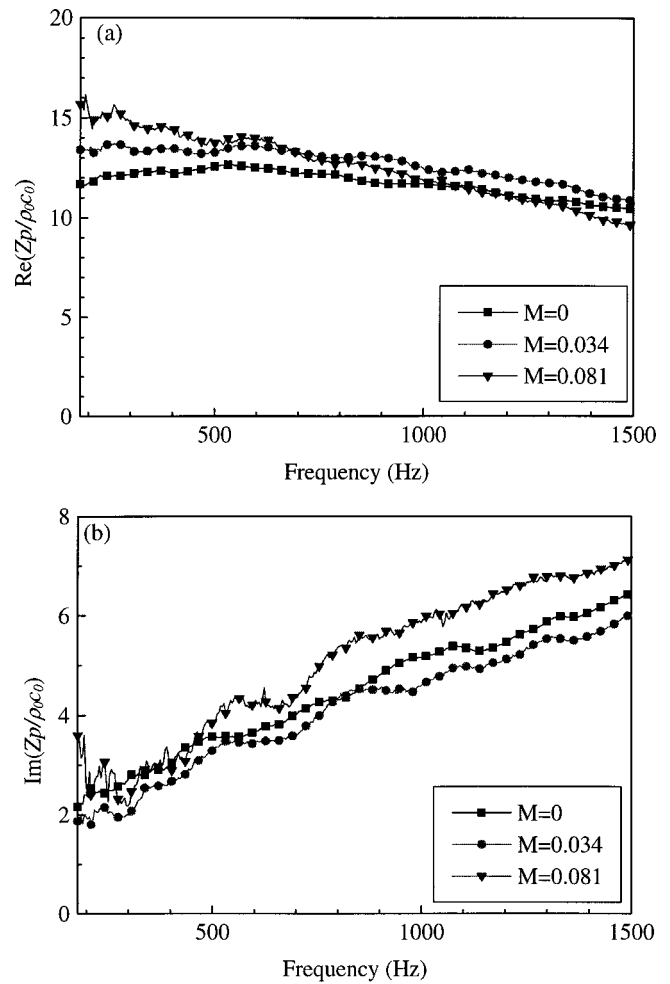 20
(a)
15
10
5
0
Re(Zp/ρ₀c₀)
M=0
M=0.034
M=0.081
500
1000
1500
Frequency (Hz)
8
(b)
6
4
2
0
Im(Zp/ρ₀c₀)
M=0
M=0.034
M=0.081
500
1000
1500
Frequency (Hz)